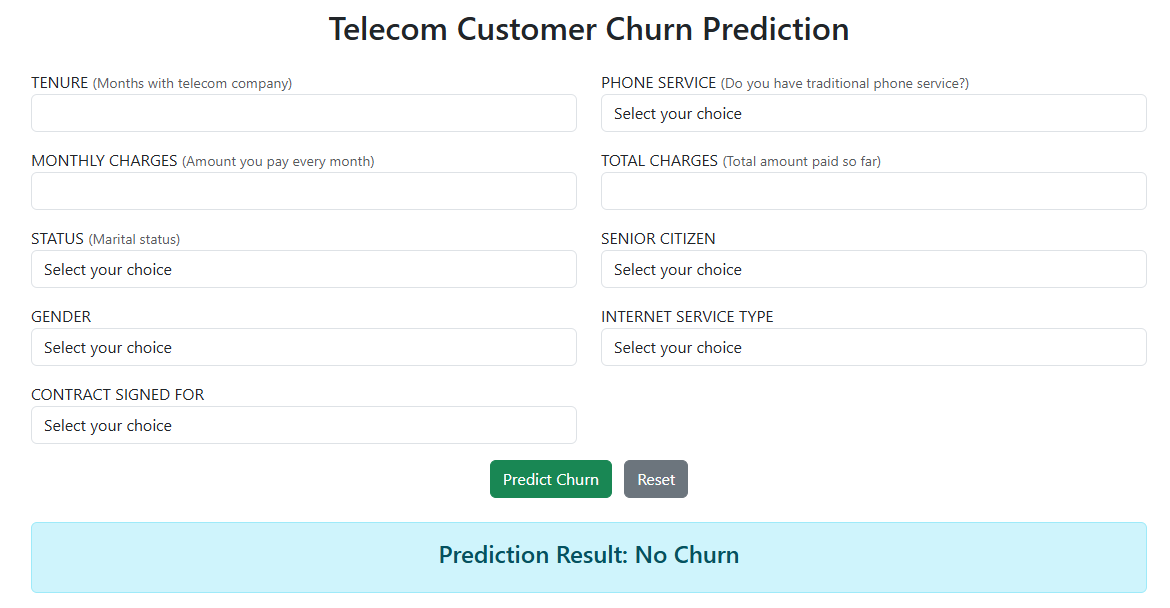 Telecom Customer Churn Prediction
TENURE (Months with telecom company)
PHONE SERVICE (Do you have traditional phone service?)
Select your choice
MONTHLY CHARGES (Amount you pay every month)
TOTAL CHARGES (Total amount paid so far)
STATUS (Marital status)
Select your choice
SENIOR CITIZEN
Select your choice
GENDER
Select your choice
INTERNET SERVICE TYPE
Select your choice
CONTRACT SIGNED FOR
Select your choice
Predict Churn
Reset
Prediction Result: No Churn